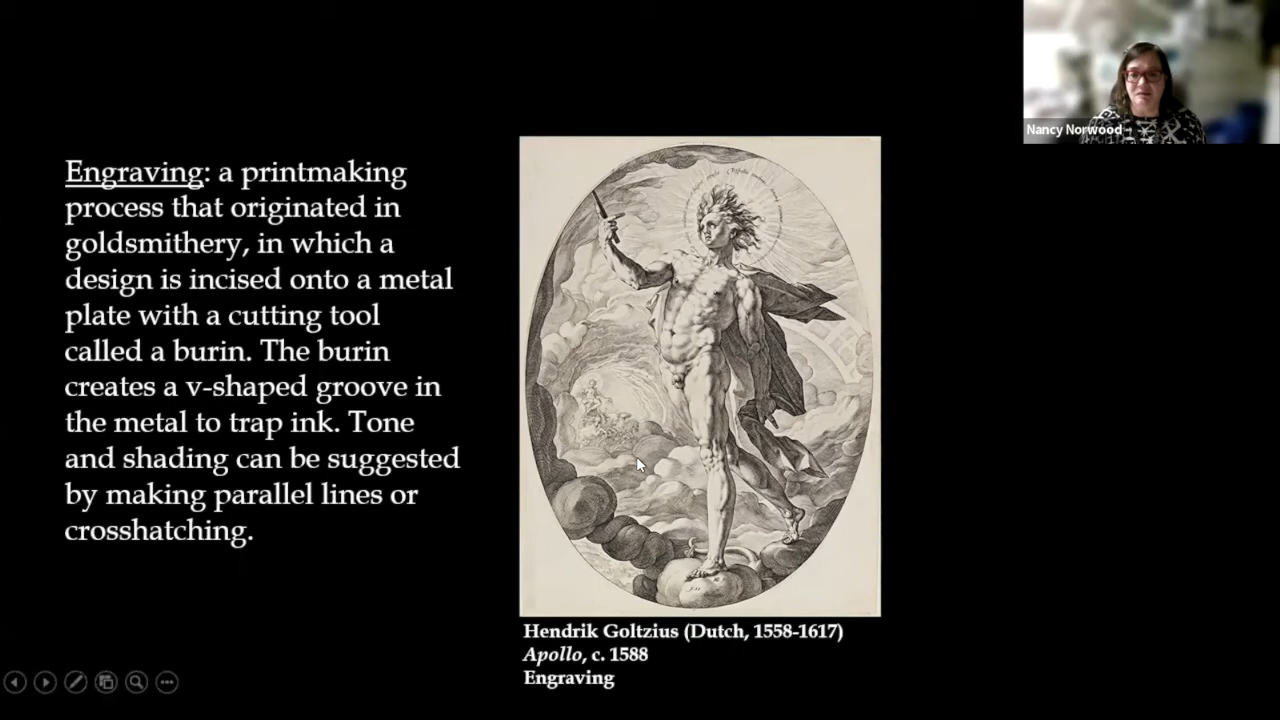 Nancy Norwood
Engraving: a printmaking
process that originated in
goldsmithery, in which a
design is incised onto a metal
plate with a cutting tool
called a burin. The burin
creates a v-shaped groove in
the metal to trap ink. Tone
and shading can be suggested
by making parallel lines or
crosshatching.
Hendrik Goltzius (Dutch, 1558-1617)
Apollo, c. 1588
Engraving